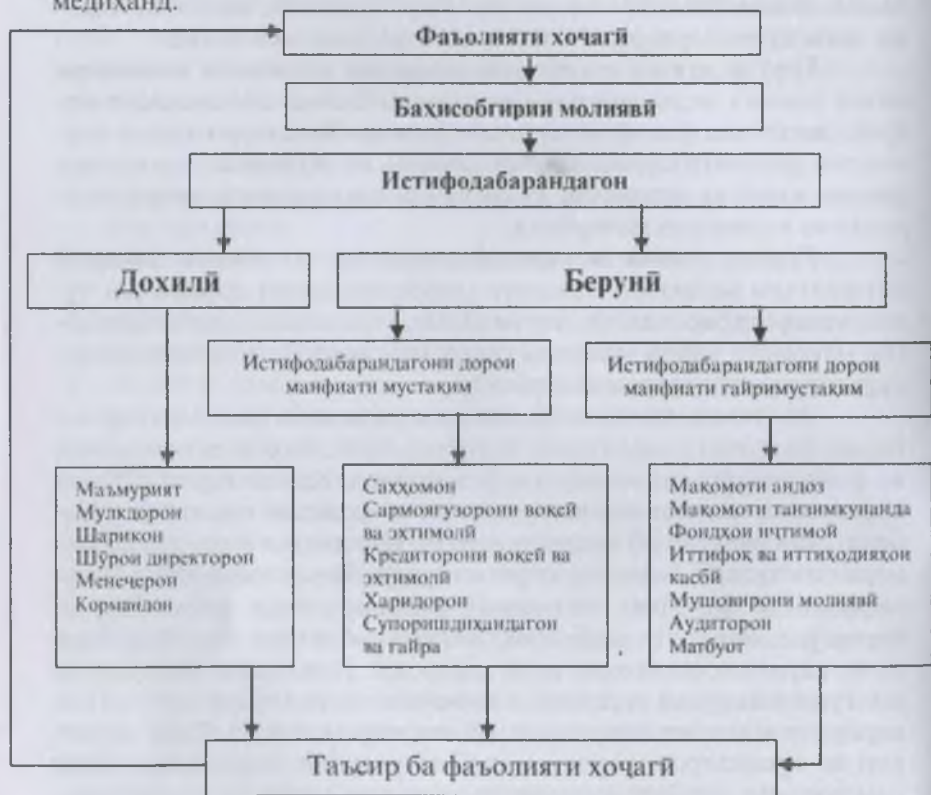 медиҳанд.
Фаъолияти хоҷагӣ
Баҳисобгирии молиявӣ
Истифодабарандагон
Дохилӣ
Берунӣ
Истифодабарандагони дорои
манфиати мустақим
Истифодабарандагони дорои
манфиати ғайримустақим
Маъмурият
Мулкдорон
Шарикон
Шӯрои директорон
Менеҷерон
Кормандон
Саҳҳомон
Сармоягузорони воқеӣ
ва эҳтимолӣ
Кредиторони воқеӣ ва
эҳтимолӣ
Харидорон
Супоришдиҳандагон
ва ғайра
Мақомоти андоз
Мақомоти танзимкунанда
Фондҳои иҷтимоӣ
Иттифоқ ва иттиҳодияҳои
касбӣ
Мушовирони молиявӣ
Аудиторон
Матбуот
Таъсир ба фаъолияти хоҷагӣ